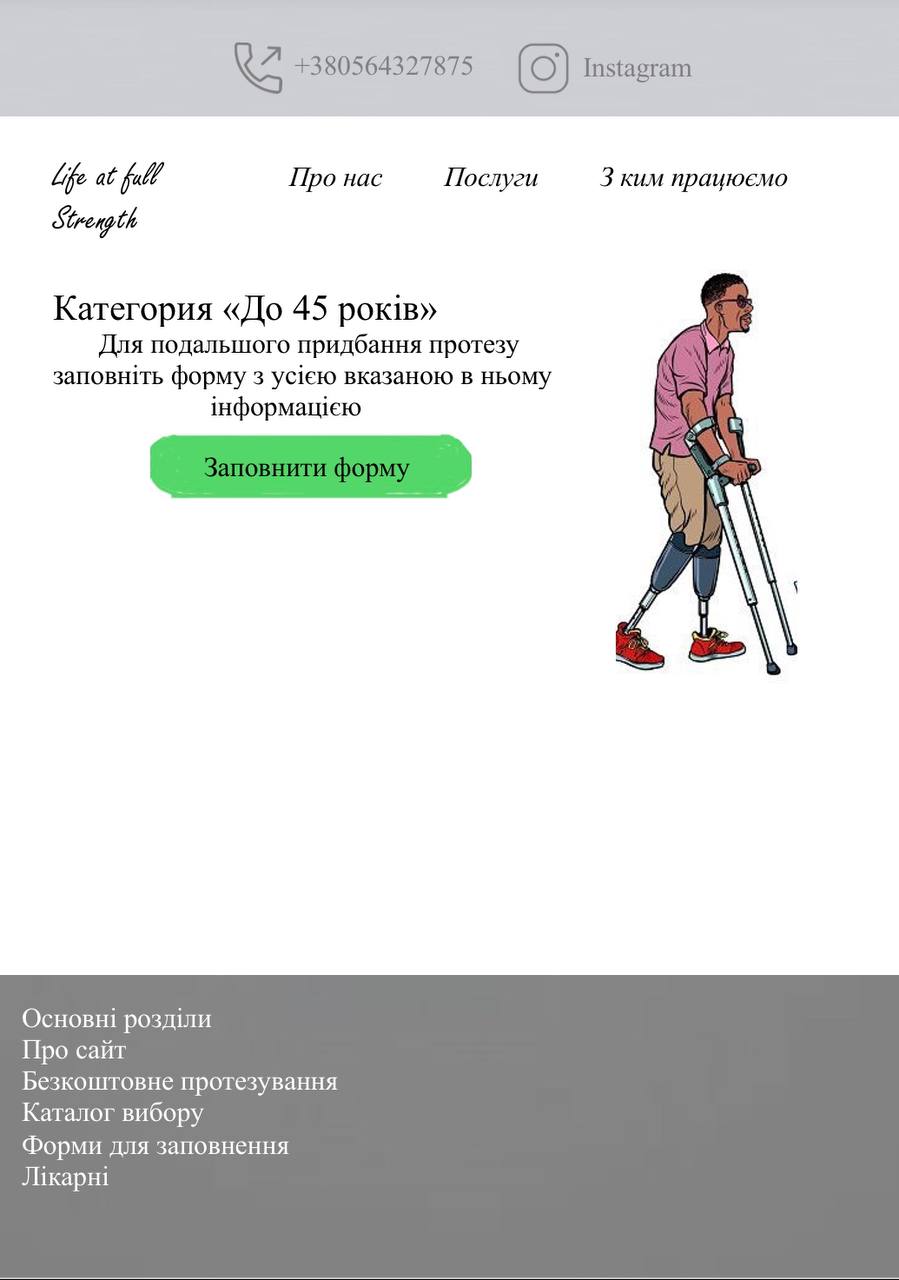 +380564327875 Instagram
Life at full
Strength
Про нас Послуги З ким працюємо
Категория «До 45 років»
Для подальшого придбання протезу
заповніть форму з усією вказаною в ньому
інформацією
Заповнити форму
Основні розділи
Про сайт
Безкоштовне протезування
Каталог вибору
Форми для заповнення
Лікарні